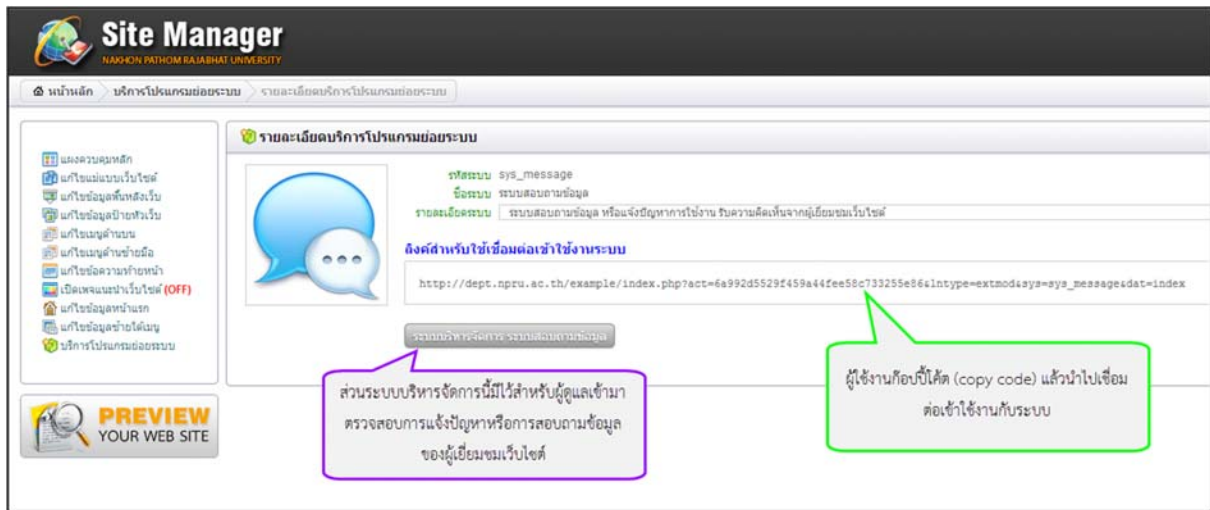 Site Manager
NAKHON PATHOM RAJABHAT UNIVERSITY
หน้าหลัก บริการโปรแกรมย่อยระบบ รายละเอียดบริการโปรแกรมย่อยระบบ
แผงควบคุมหลัก
แก้ไขแม่แบบเว็บไซต์
แก้ไขข้อมูลพื้นหลังเว็บ
แก้ไขข้อมูลป้ายหัวเว็บ
แก้ไขเมนูด้านบน
แก้ไขเมนูด้านซ้ายมือ
แก้ไขข้อความท้ายหน้า
เปิดเพจแนะนำเว็บไซต์ (OFF)
แก้ไขข้อมูลหน้าแรก
แก้ไขข้อมูลซ้ายใต้เมนู
บริการโปรแกรมย่อยระบบ
PREVIEW
YOUR WEB SITE
รายละเอียดบริการโปรแกรมย่อยระบบ
รหัสระบบ sys_message
ชื่อระบบ ระบบสอบถามข้อมูล
รายละเอียดระบบ ระบบสอบถามข้อมูล หรือแจ้งปัญหาการใช้งาน รับความคิดเห็นจากผู้เยี่ยมชมเว็บไซต์
ลิงค์สำหรับใช้เชื่อมต่อเข้าใช้งานระบบ
http://dept.npru.ac.th/example/index.php?act=6a992d5529f459a44fee58c733255e86&lntype=extmod&sys=sys_message&dat=index
ระบบบริหารจัดการ ระบบสอบถามข้อมูล
ส่วนระบบบริหารจัดการนี้มีไว้สำหรับผู้ดูแลเข้ามา
ตรวจสอบการแจ้งปัญหาหรือการสอบถามข้อมูล
ของผู้เยี่ยมชมเว็บไซต์
ผู้ใช้งานก๊อปปี้โค้ต (copy code) แล้วนำไปเชื่อม
ต่อเข้าใช้งานกับระบบ